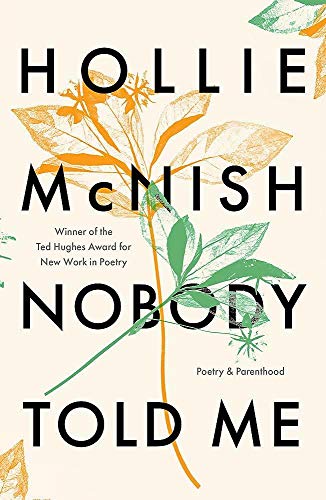 HOLLIE
McNISH
Winner of the
Ted Hughes Award for
New Work in Poetry
NOBODY
Poetry & Parenthood
TOLD ME